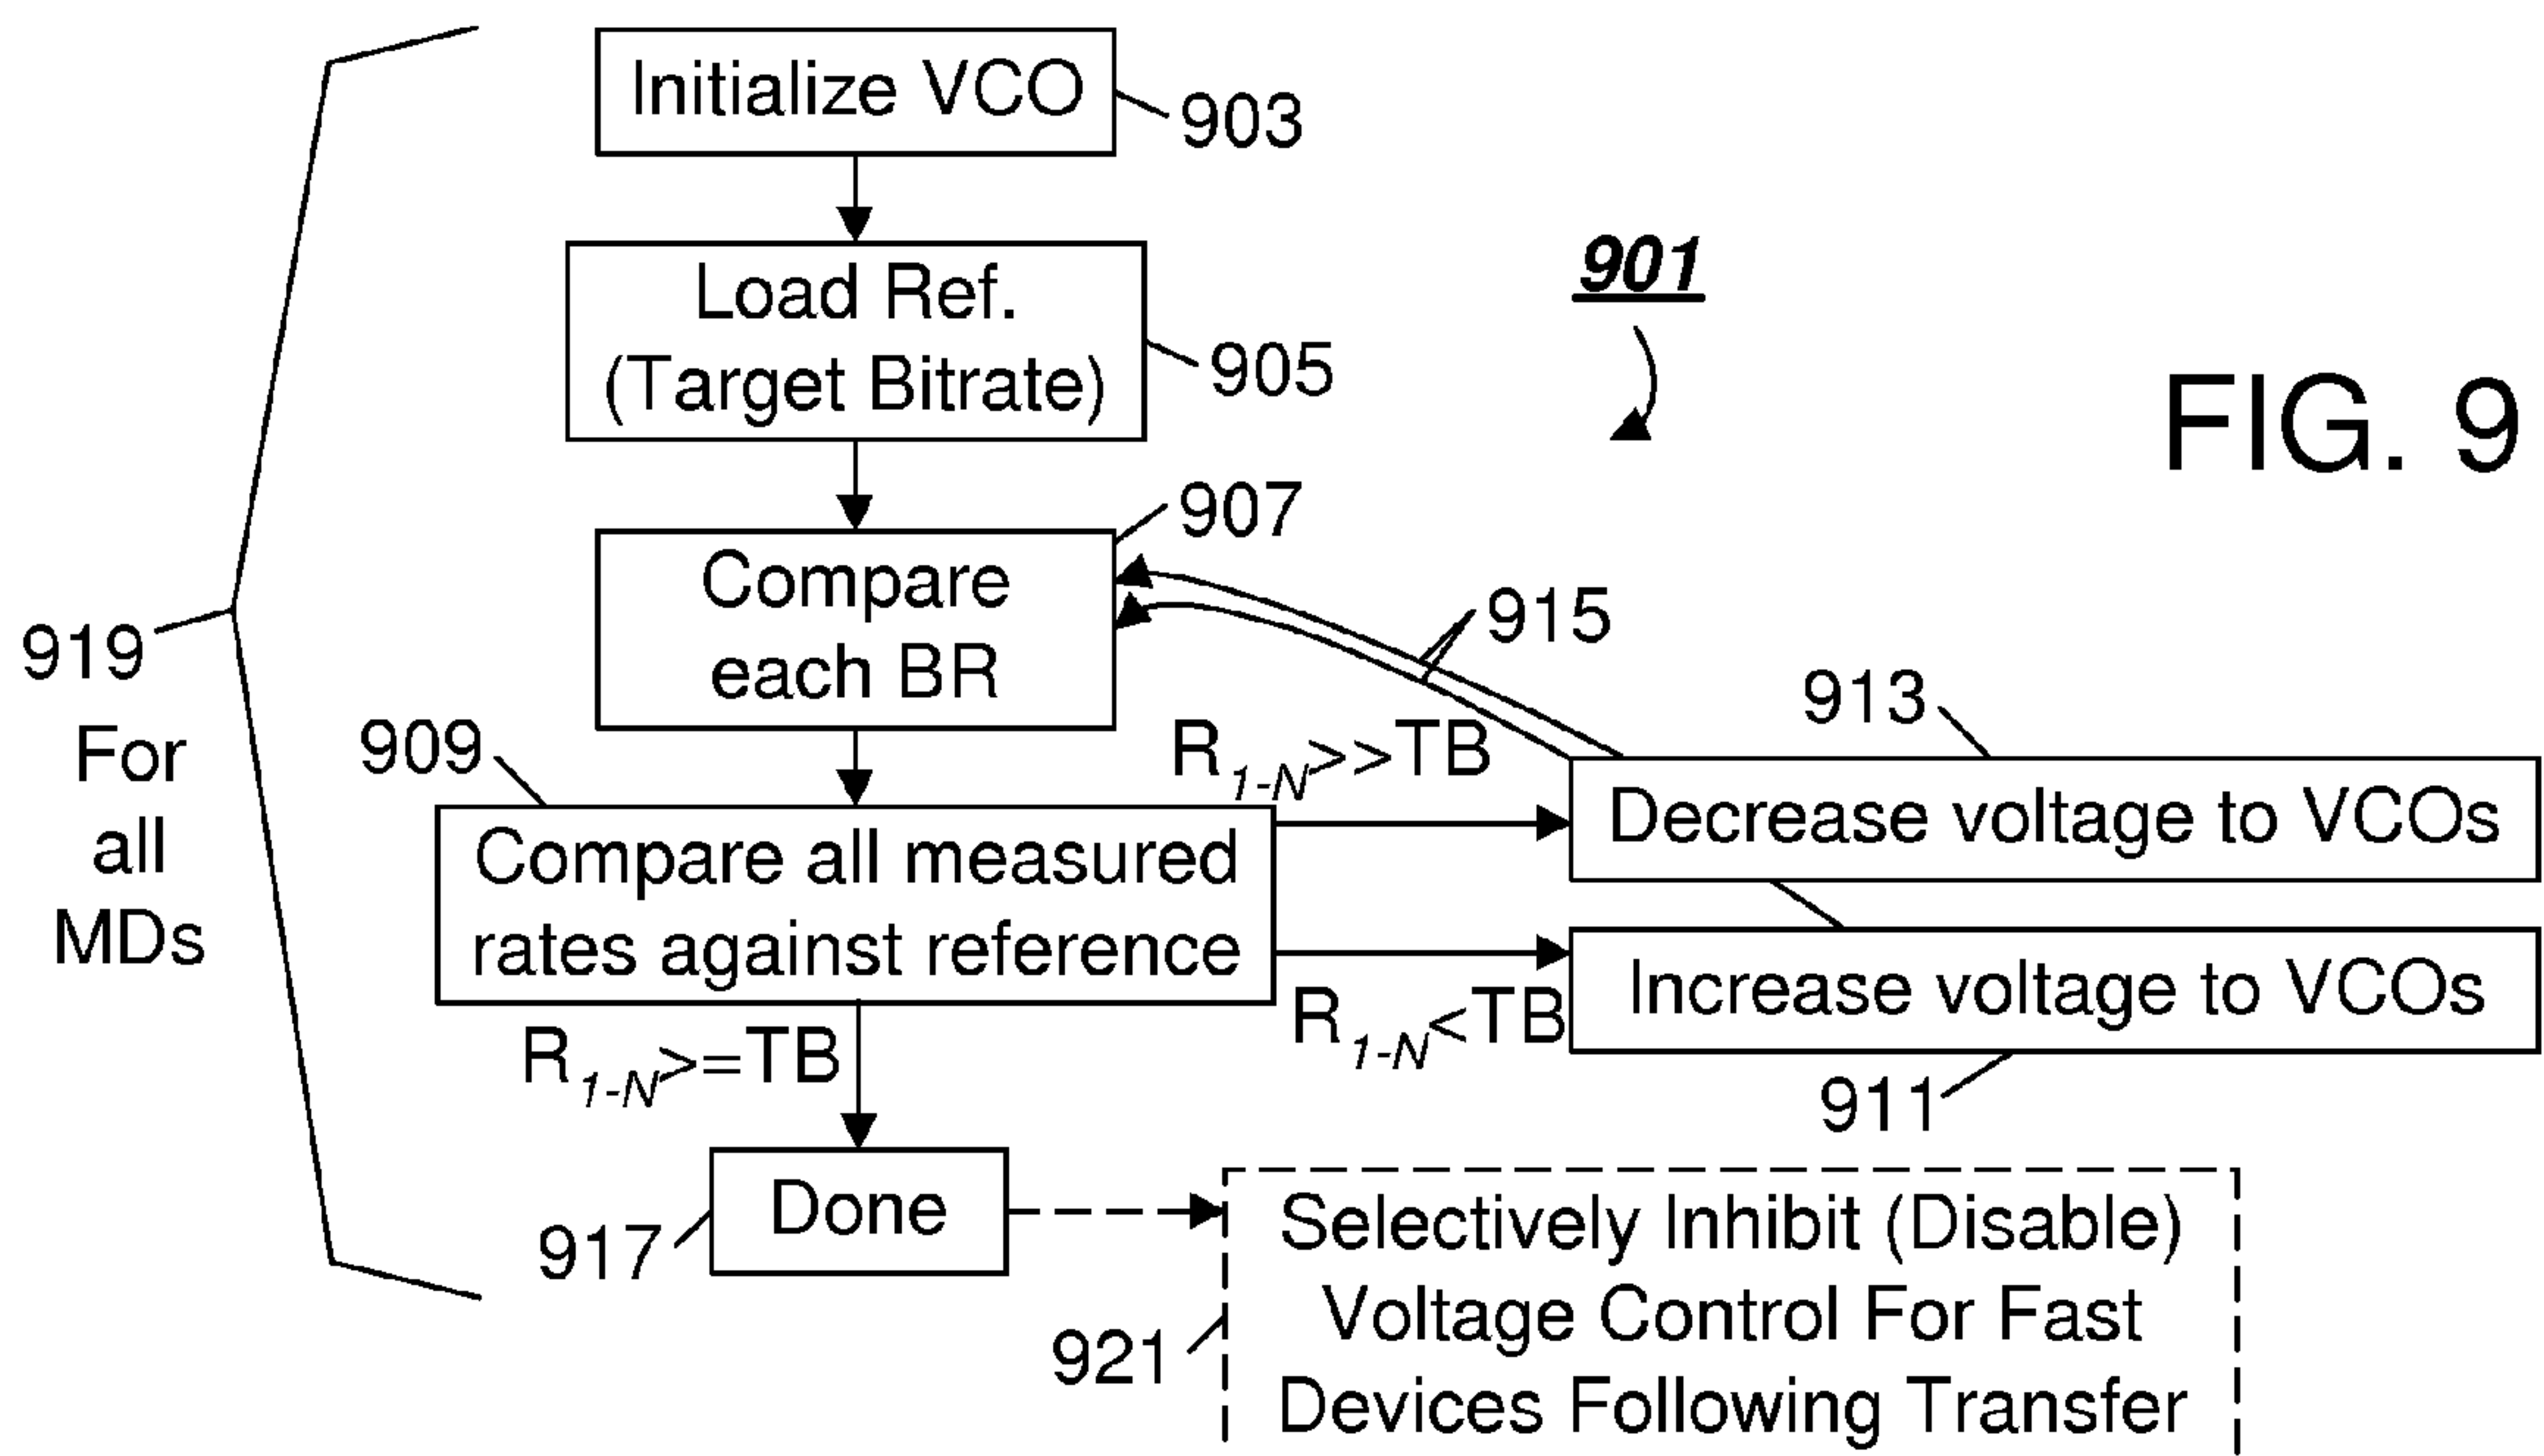 Initialize VCO
903
Load Ref.
(Target Bitrate)
905
901
FIG. 9
907
Compare
each BR
915
919
For
all
MDs
909
R1-N>>TB
913
Compare all measured
rates against reference
Decrease voltage to VCOs
R1-N<TB
Increase voltage to VCOs
911
R1-N>=TB
Done
917
Selectively Inhibit (Disable)
Voltage Control For Fast
Devices Following Transfer
921